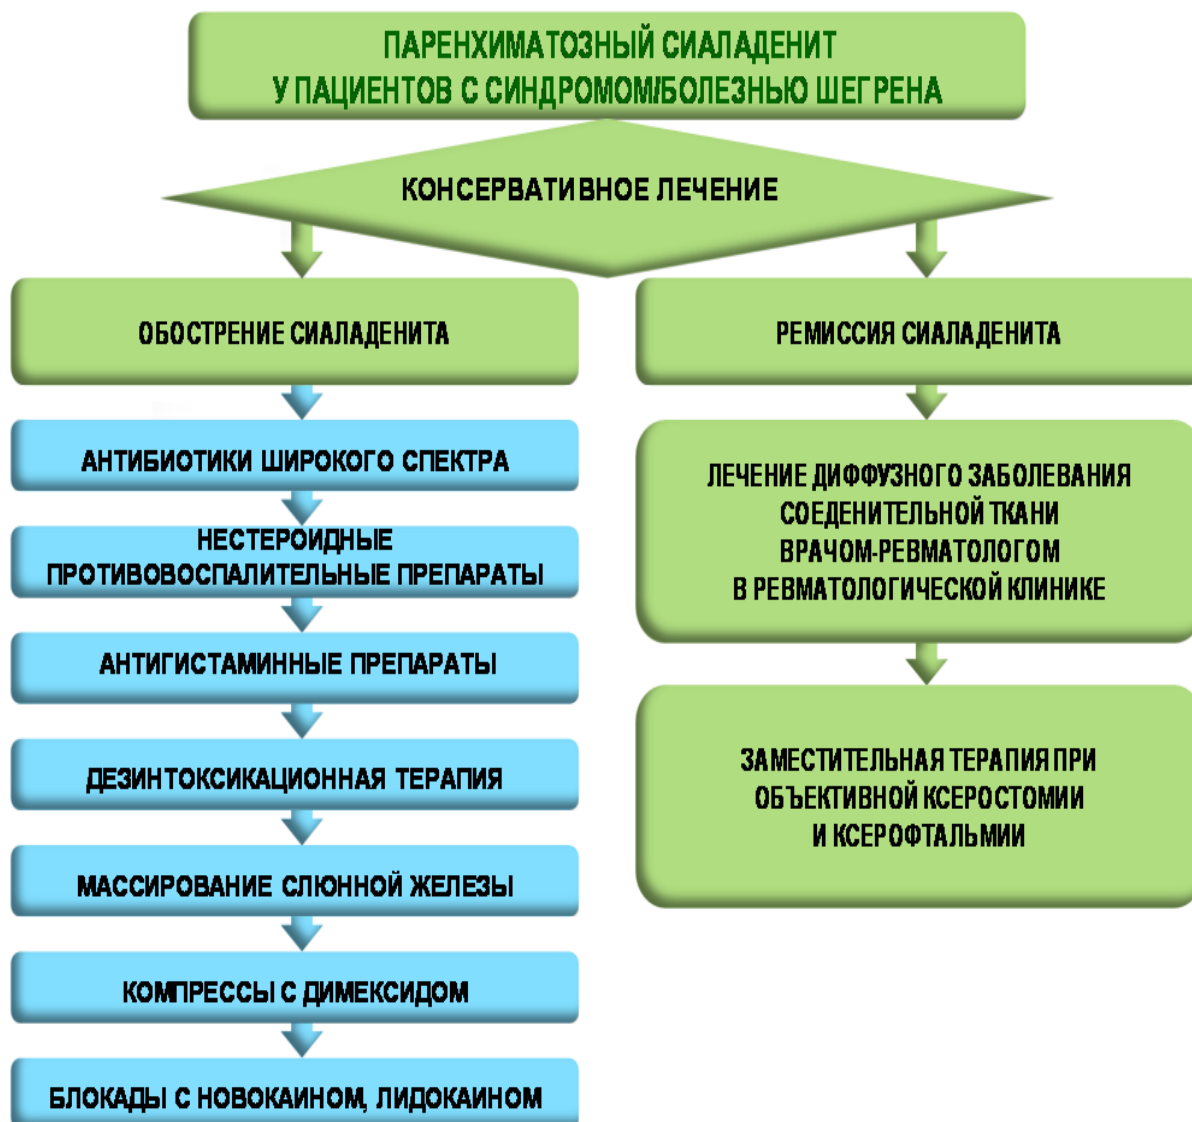 ПАРЕНХИМАТОЗНЫЙ СИАЛАДЕНИТ
У ПАЦИЕНТОВ С СИНДРОМОМ/БОЛЕЗНЬЮ ШЕГРЕНА
КОНСЕРВАТИВНОЕ ЛЕЧЕНИЕ
ОБОСТРЕНИЕ СИАЛАДЕНИТА
АНТИБИОТИКИ ШИРОКОГО СПЕКТРА
НЕСТЕРОИДНЫЕ
ПРОТИВОВОСПАЛИТЕЛЬНЫЕ ПРЕПАРАТЫ
АНТИГИСТАМИННЫЕ ПРЕПАРАТЫ
ДЕЗИНТОКСИКАЦИОННАЯ ТЕРАПИЯ
МАССИРОВАНИЕ СЛЮННОЙ ЖЕЛЕЗЫ
КОМПРЕССЫ С ДИМЕКСИДОМ
БЛОКАДЫ С НОВОКАИНОМ, ЛИДОКАИНОМ
РЕМИССИЯ СИАЛАДЕНИТА
ЛЕЧЕНИЕ ДИФФУЗНОГО ЗАБОЛЕВАНИЯ
СОЕДЕНИТЕЛЬНОЙ ТКАНИ
ВРАЧОМ-РЕВМАТОЛОГОМ
В РЕВМАТОЛОГИЧЕСКОЙ КЛИНИКЕ
ЗАМЕСТИТЕЛЬНАЯ ТЕРАПИЯ ПРИ
ОБЪЕКТИВНОЙ КСЕРОСТОМИИ
И КСЕРОФТАЛЬМИИ